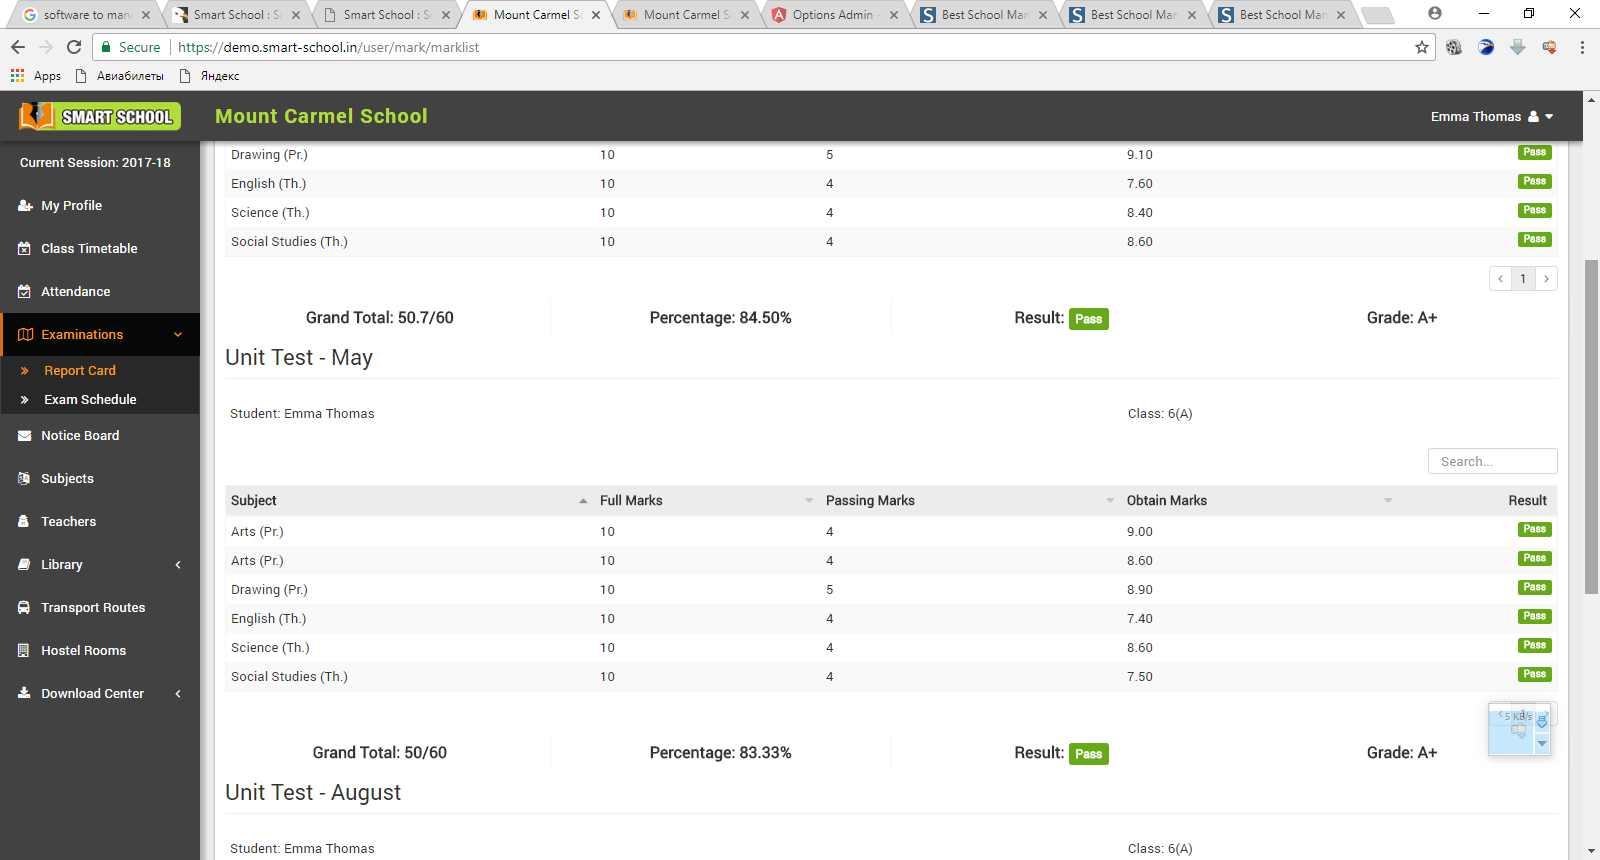 software to mana
Smart School : Sc
Smart School : Sc
Mount Carmel Sc
Mount Carmel Sc
Options Admin -
Best School Man
Best School Man
Best School Man
Secure
https://demo.smart-school.in/user/mark/marklist
Apps
Авиабилеты
Яндекс
SMART SCHOOL
Mount Carmel School
Emma Thomas
Current Session: 2017-18
My Profile
Class Timetable
Attendance
Examinations
Report Card
Exam Schedule
Notice Board
Subjects
Teachers
Library
Transport Routes
Hostel Rooms
Download Center
Drawing (Pr.) 10 5 9.10 Pass
English (Th.) 10 4 7.60 Pass
Science (Th.) 10 4 8.40 Pass
Social Studies (Th.) 10 4 8.60 Pass
1
Grand Total: 50.7/60 Percentage: 84.50% Result: Pass Grade: A+
Unit Test - May
Student: Emma Thomas Class: 6(A)
Search...
Subject Full Marks Passing Marks Obtain Marks Result
Arts (Pr.) 10 4 9.00 Pass
Arts (Pr.) 10 4 8.60 Pass
Drawing (Pr.) 10 5 8.90 Pass
English (Th.) 10 4 7.40 Pass
Science (Th.) 10 4 8.60 Pass
Social Studies (Th.) 10 4 7.50 Pass
5 KB/s
Grand Total: 50/60 Percentage: 83.33% Result: Pass Grade: A+
Unit Test - August
Student: Emma Thomas Class: 6(A)